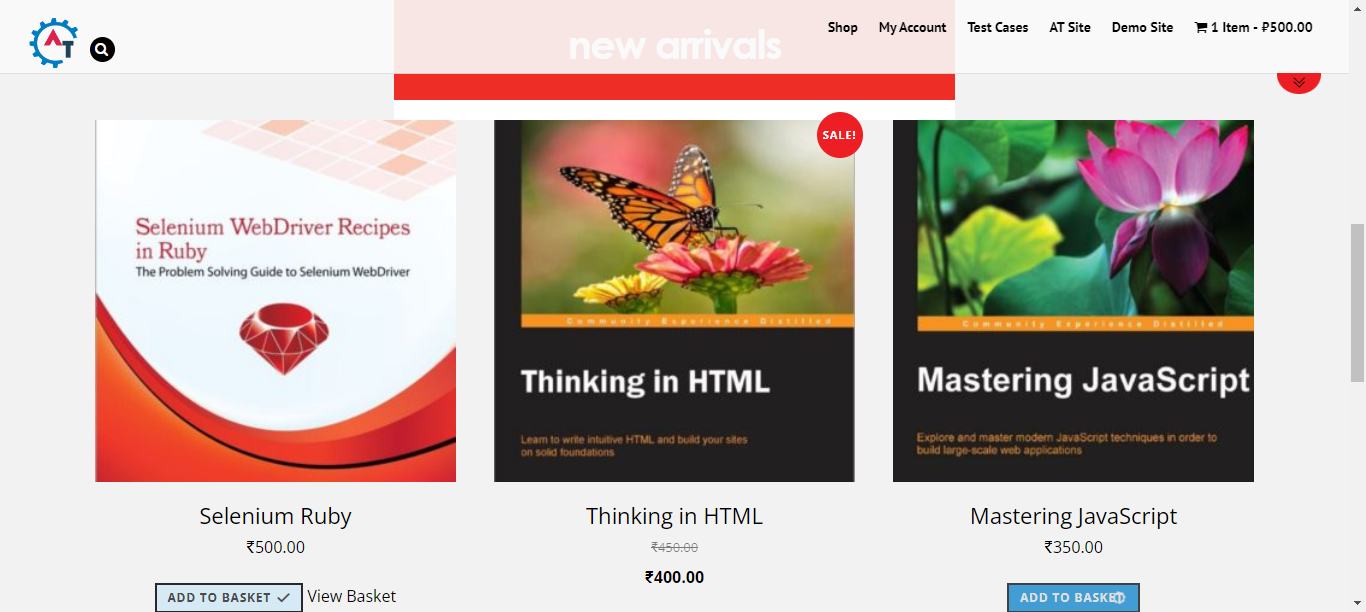 AT
Shop My Account Test Cases AT Site Demo Site 1 Item - ₽500.00
new arrivals
SALE!
Selenium WebDriver Recipes
in Ruby
The Problem Solving Guide to Selenium WebDriver
Community Experience Distilled
Thinking in HTML
Learn to write intuitive HTML and build your sites
on solid foundations
Community Experience Distilled
Mastering JavaScript
Explore and master modern JavaScript techniques in order to
build large-scale web applications
Selenium Ruby
₹500.00
ADD TO BASKET View Basket
Thinking in HTML
₹450.00
₹400.00
Mastering JavaScript
₹350.00
ADD TO BASKET